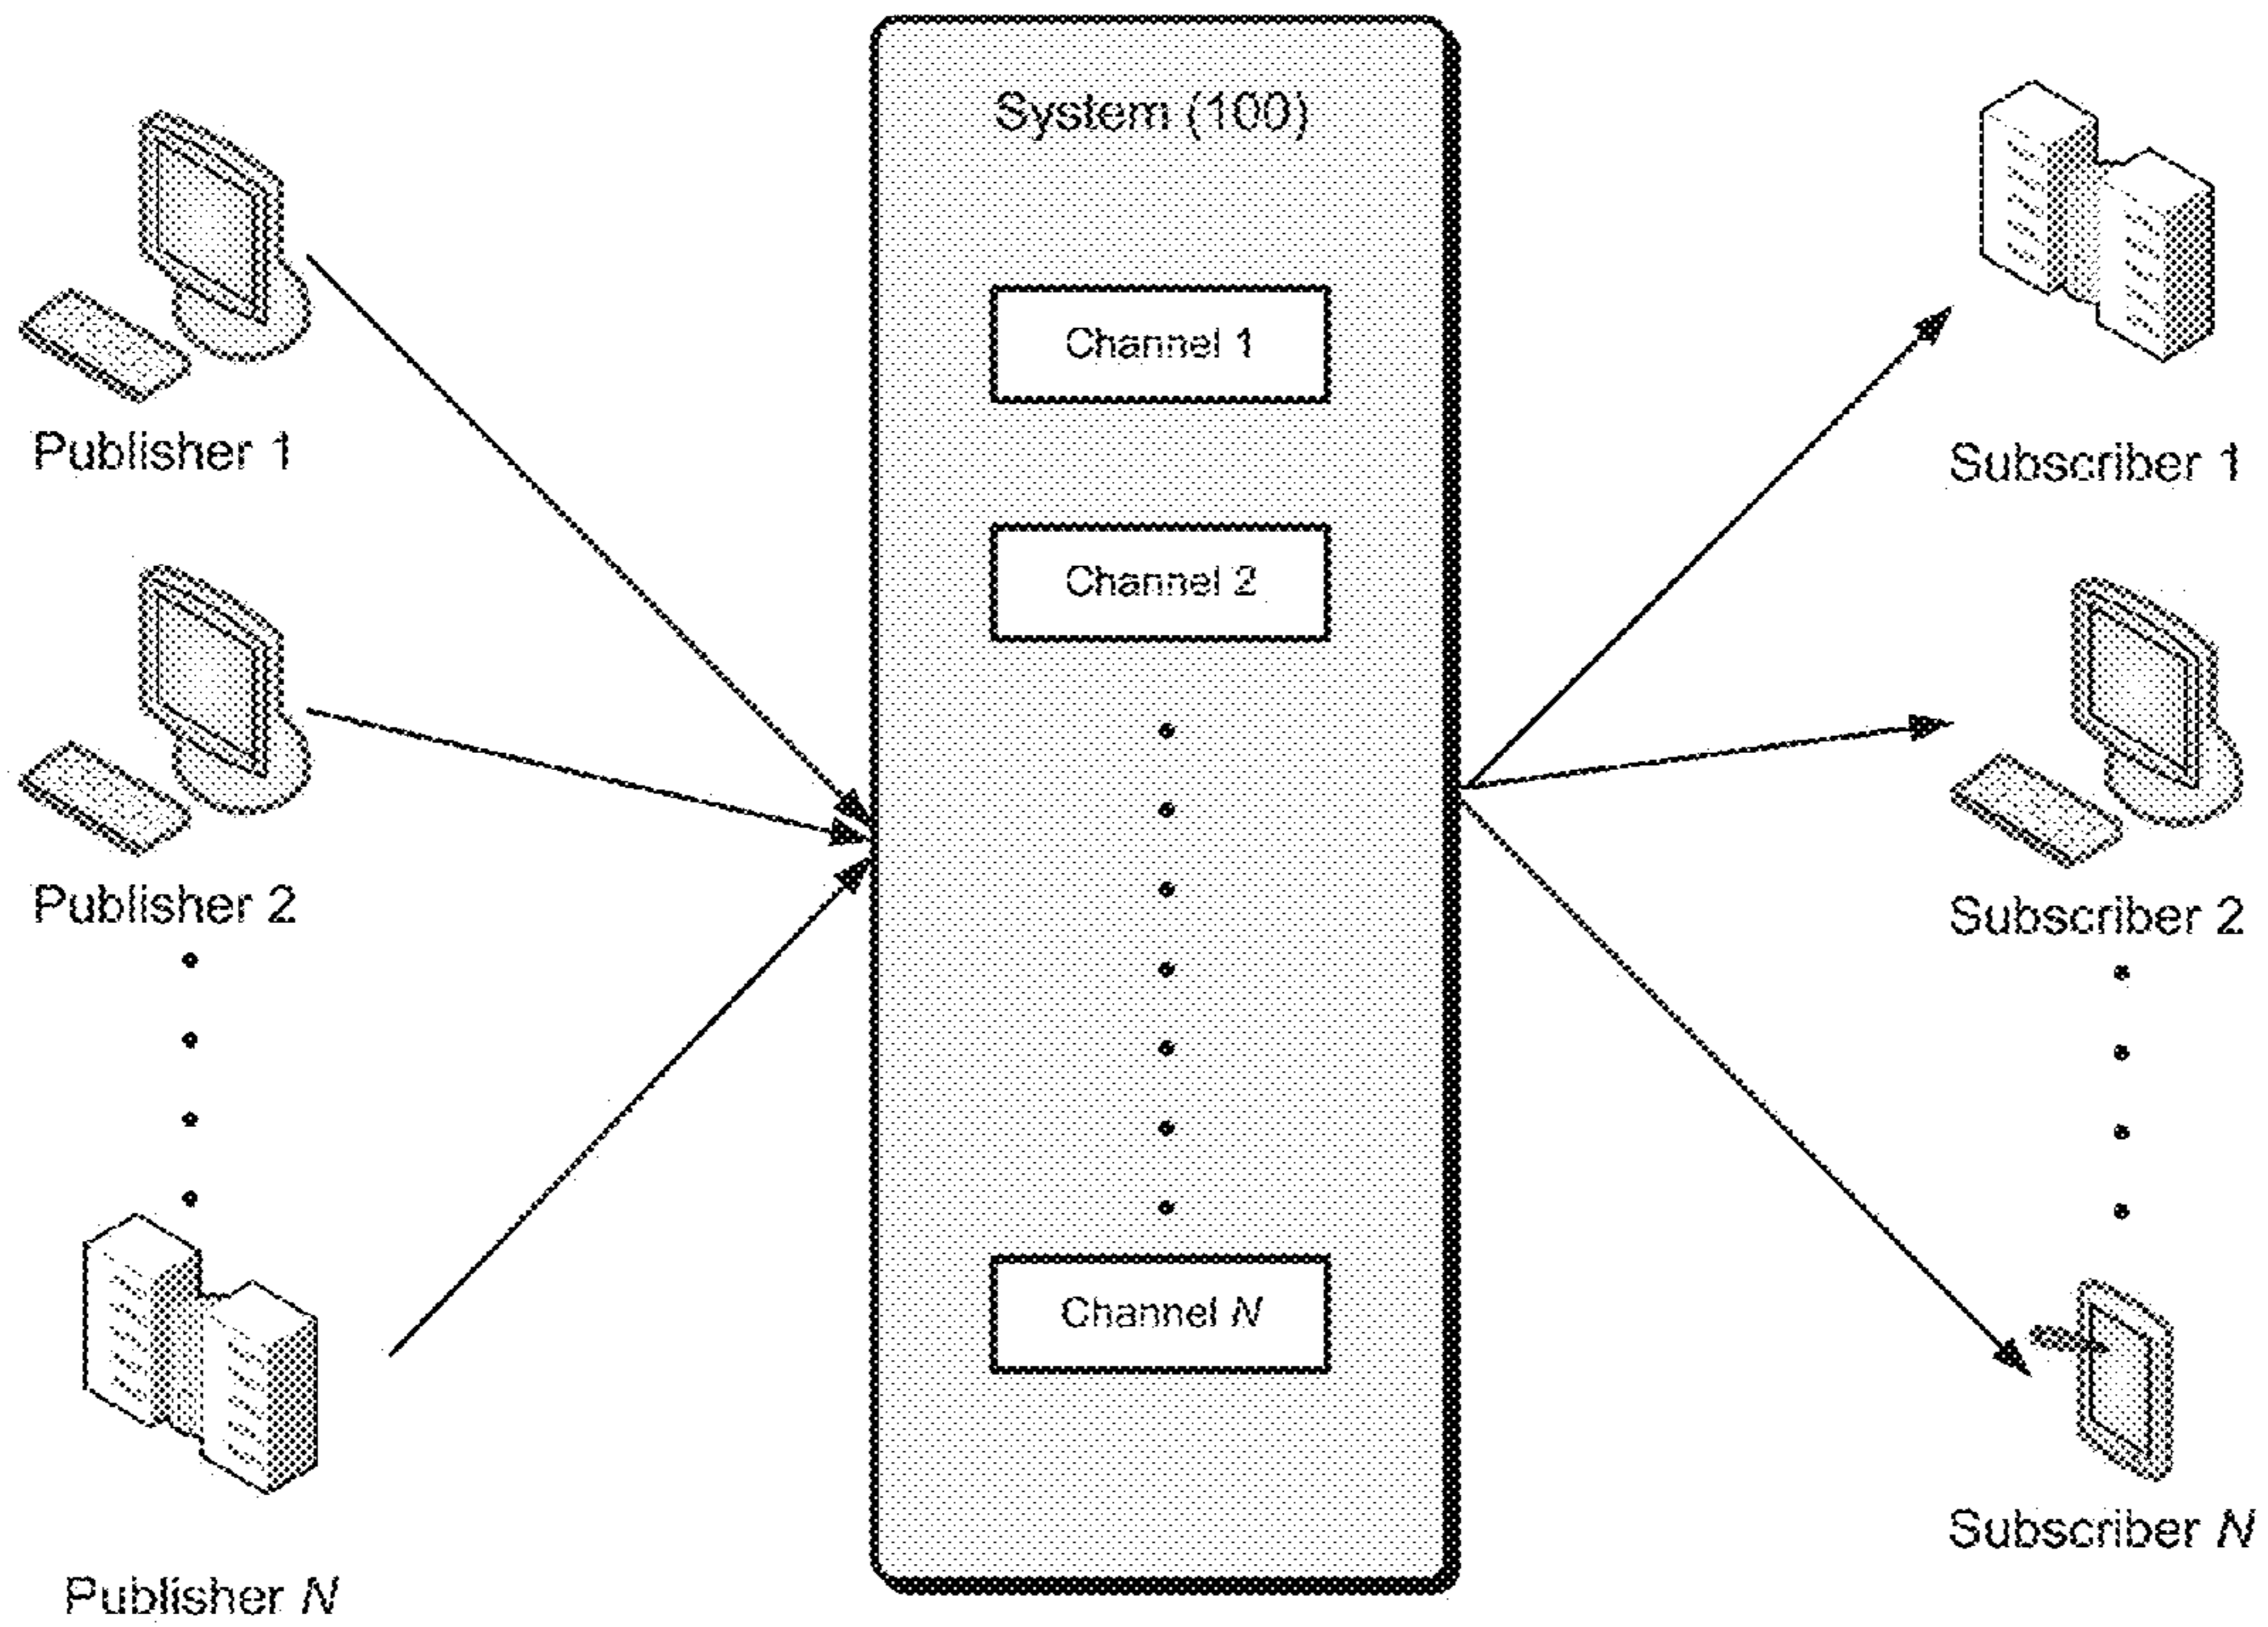 System (100)
Publisher 1
Publisher 2
Publisher N
Channel 1
Channel 2
Channel N
Subscriber 1
Subscriber 2
Subscriber N